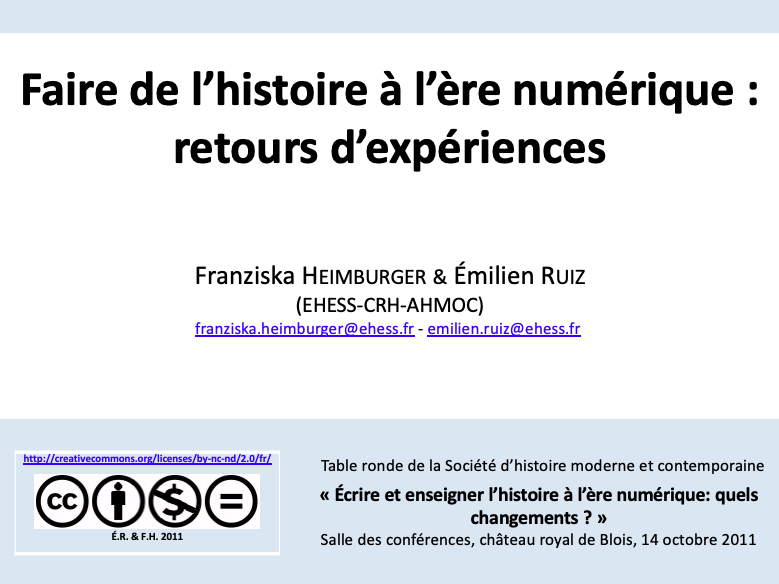 Faire de l’histoire à l’ère numérique :
retours d’expériences
Franziska HEIMBURGER & Émilien RUIZ
(EHESS-CRH-AHMOC)
franziska.heimburger@ehess.fr - emilien.ruiz@ehess.fr
http://creativecommons.org/licenses/by-nc-nd/2.0/fr/
cc $ =
É.R. & F.H. 2011
Table ronde de la Société d’histoire moderne et contemporaine
« Écrire et enseigner l’histoire à l’ère numérique: quels
changements ? »
Salle des conférences, château royal de Blois, 14 octobre 2011